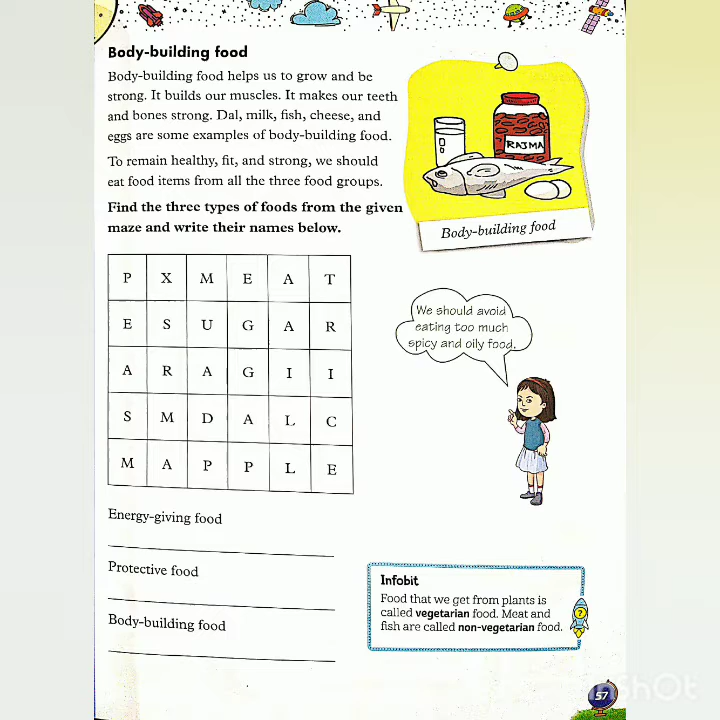 Body-building food
Body-building food helps us to grow and be
strong. It builds our muscles. It makes our teeth
and bones strong. Dal, milk, fish, cheese, and
eggs are some examples of body-building food.
To remain healthy, fit, and strong, we should
eat food items from all the three food groups.
Find the three types of foods from the given
maze and write their names below.
RAJMA
Body-building food
P X M E A T
E S U G A R
A R A G I I
S M D A L C
M A P P L E
We should avoid
eating too much
spicy and oily food.
Energy-giving food
Protective food
Body-building food
Infobit
Food that we get from plants is
called vegetarian food. Meat and
fish are called non-vegetarian food.
?
57